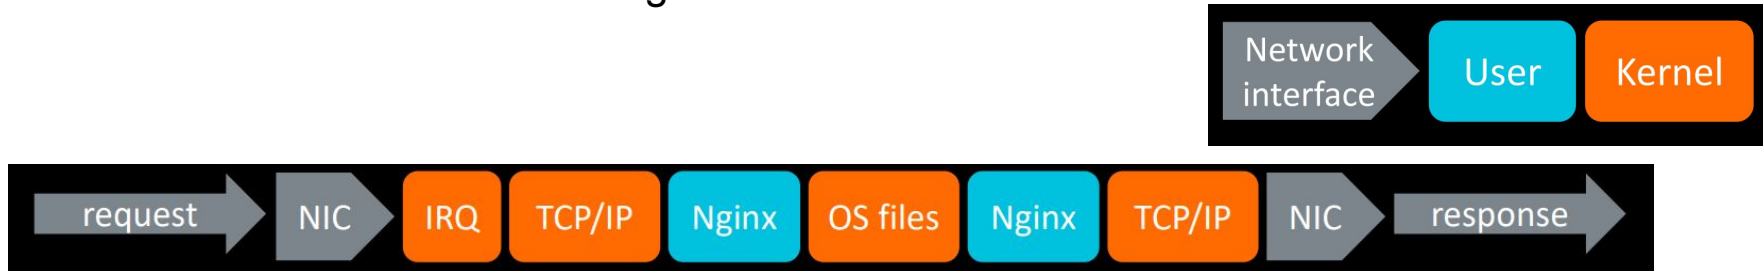 Network
interface
User
Kernel
request
NIC
IRQ
TCP/IP
Nginx
OS files
Nginx
TCP/IP
NIC
response